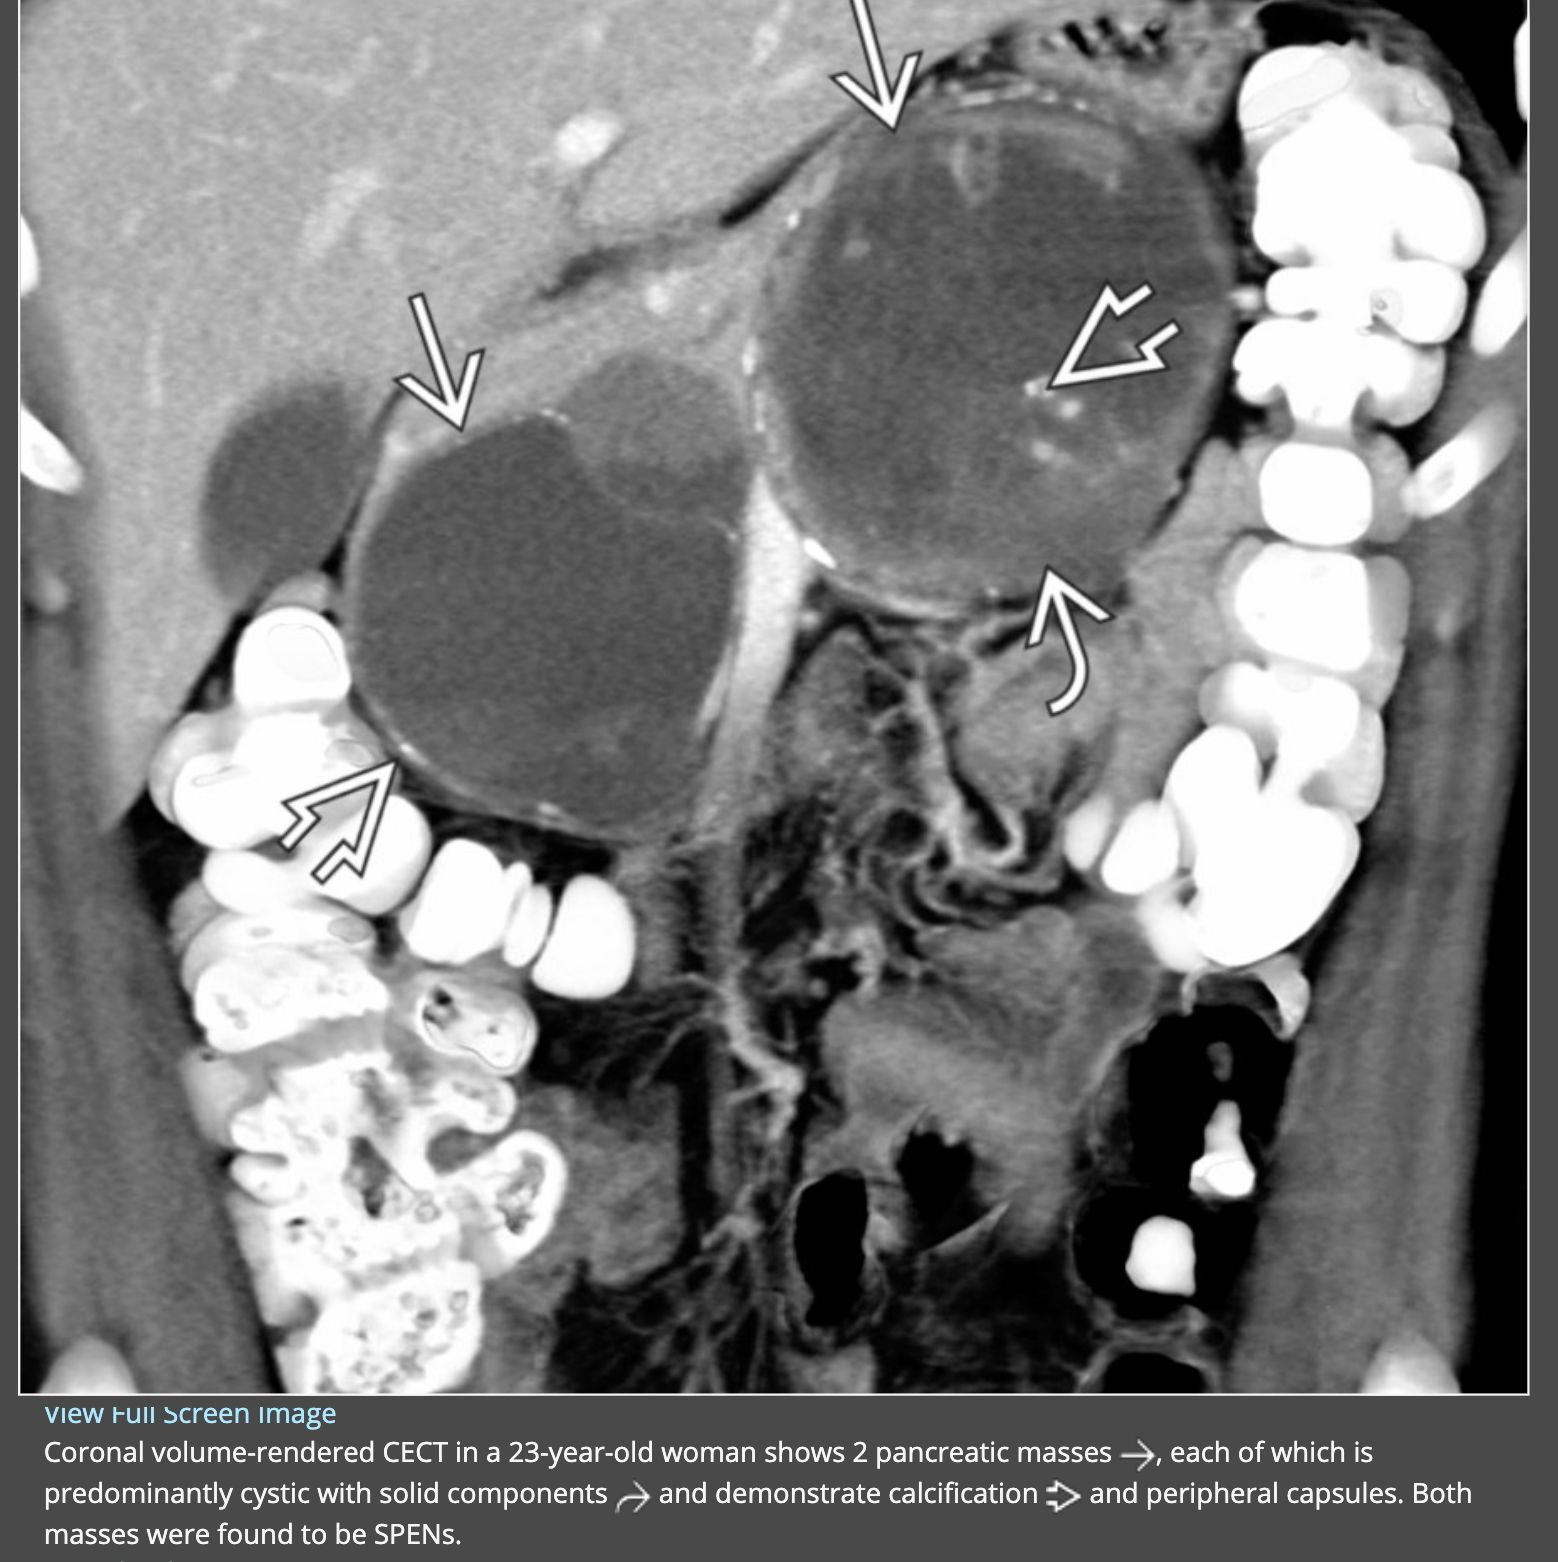 View Full Screen Image
Coronal volume-rendered CECT in a 23-year-old woman shows 2 pancreatic masses , each of which is
predominantly cystic with solid components and demonstrate calcification and peripheral capsules. Both
masses were found to be SPENs.